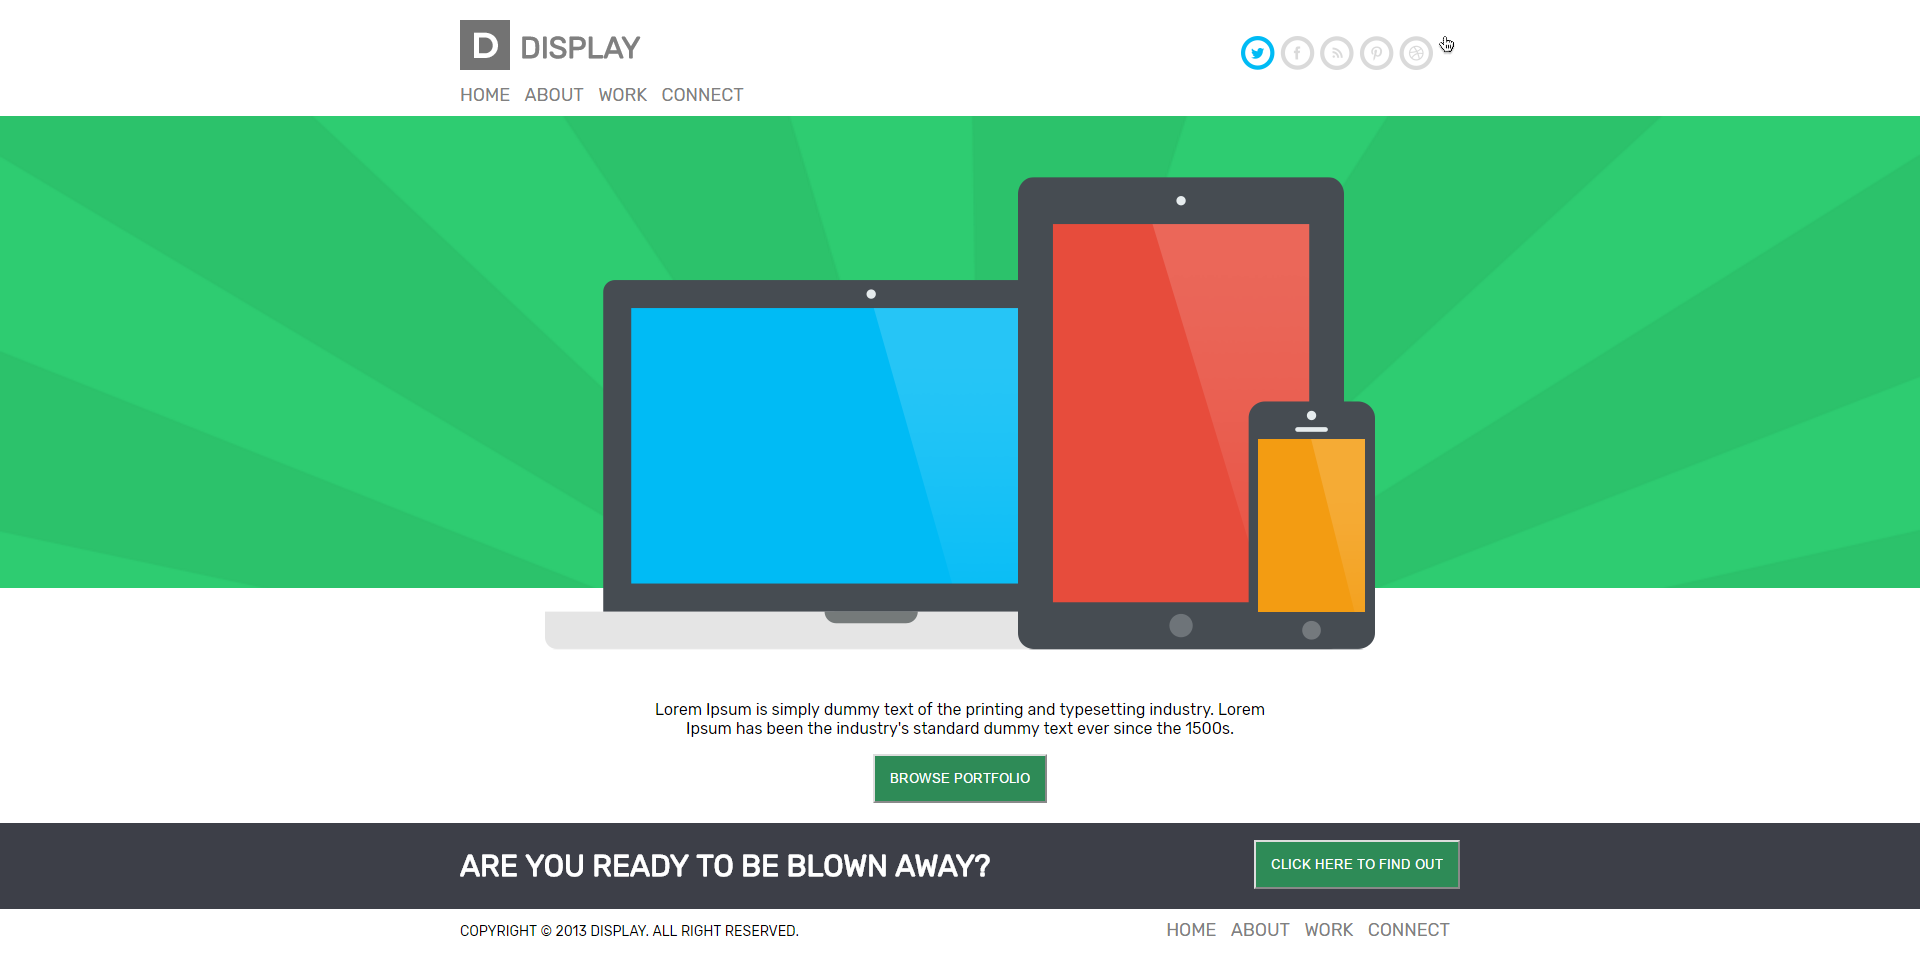 D DISPLAY
HOME ABOUT WORK CONNECT
Lorem Ipsum is simply dummy text of the printing and typesetting industry. Lorem
Ipsum has been the industry's standard dummy text ever since the 1500s.
BROWSE PORTFOLIO
ARE YOU READY TO BE BLOWN AWAY?
CLICK HERE TO FIND OUT
COPYRIGHT © 2013 DISPLAY. ALL RIGHT RESERVED.
HOME ABOUT WORK CONNECT